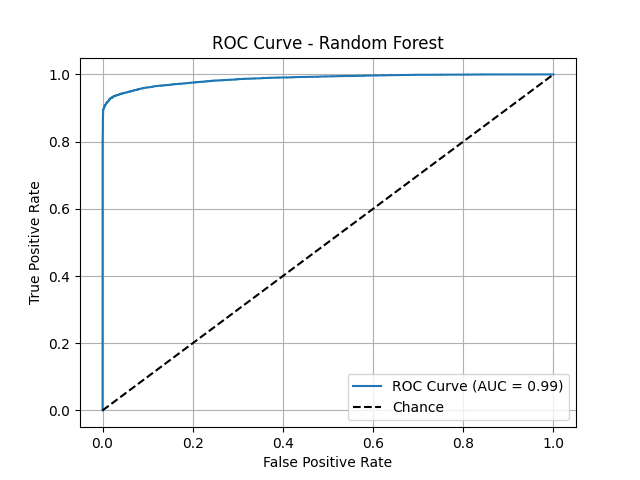 ROC Curve - Random Forest
1.0
0.8
0.6
0.4
0.2
0.0
True Positive Rate
ROC Curve (AUC = 0.99)
Chance
0.0 0.2 0.4 0.6 0.8 1.0
False Positive Rate